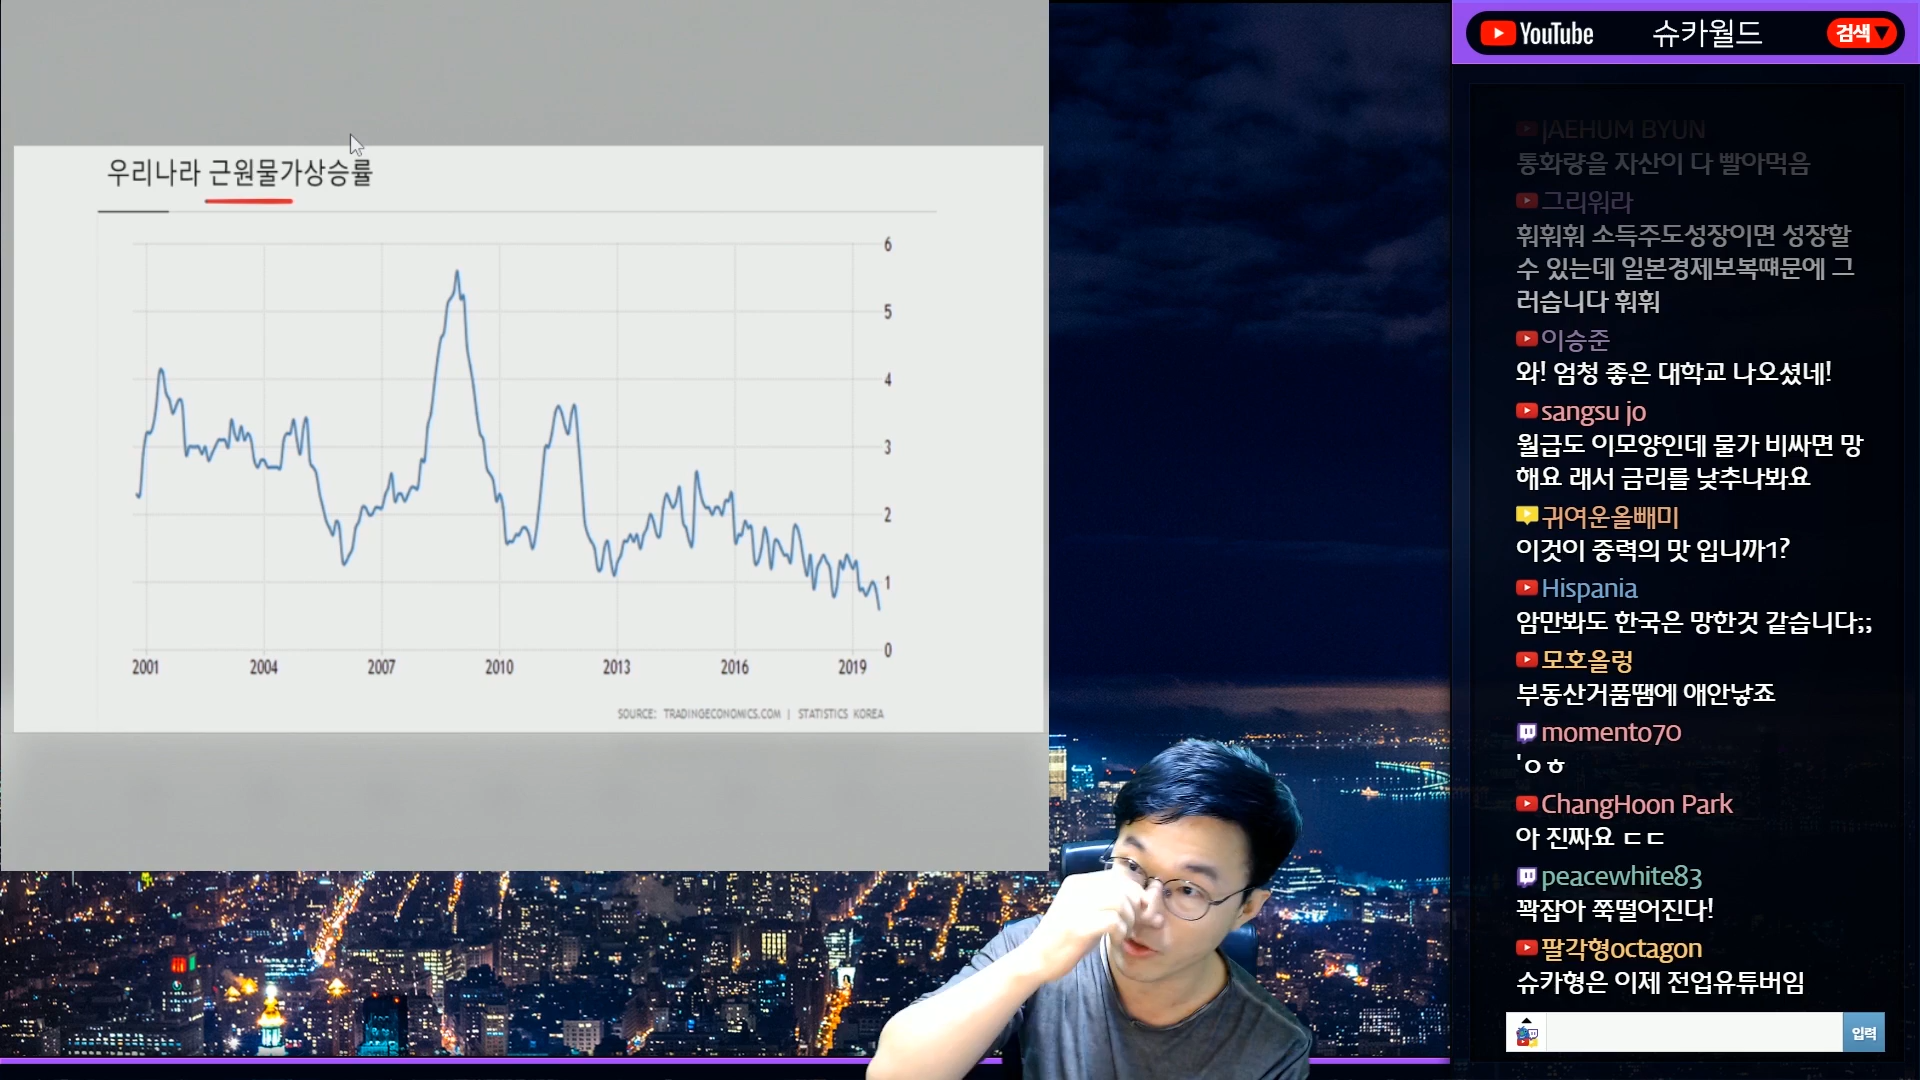 우리나라 근원물가상승률
6
5
4
3
2
1
0
2001 2004 2007 2010 2013 2016 2019
SOURCE: TRADINGECONOMICS.COM | STATISTICS KOREA
YouTube 슈카월드 검색▼
JAEHUM BYUN
통화량을 자산이 다 빨아먹음
그리워라
훠훠훠 소득주도성장이면 성장할
수 있는데 일본경제보복떄문에 그
러습니다 훠훠
이승준
와! 엄청 좋은 대학교 나오셨네!
sangsu jo
월급도 이모양인데 물가 비싸면 망
해요 래서 금리를 낮추나봐요
귀여운올빼미
이것이 중력의 맛 입니까1?
Hispania
암만봐도 한국은 망한것 같습니다;;
모호올렁
부동산거품땜에 애안낳죠
momento70
'ㅇㅎ
ChangHoon Park
아 진짜요 ㄷㄷ
peacewhite83
꽉잡아 쭉떨어진다!
팔각형octagon
슈카형은 이제 전업유튜버임
입력